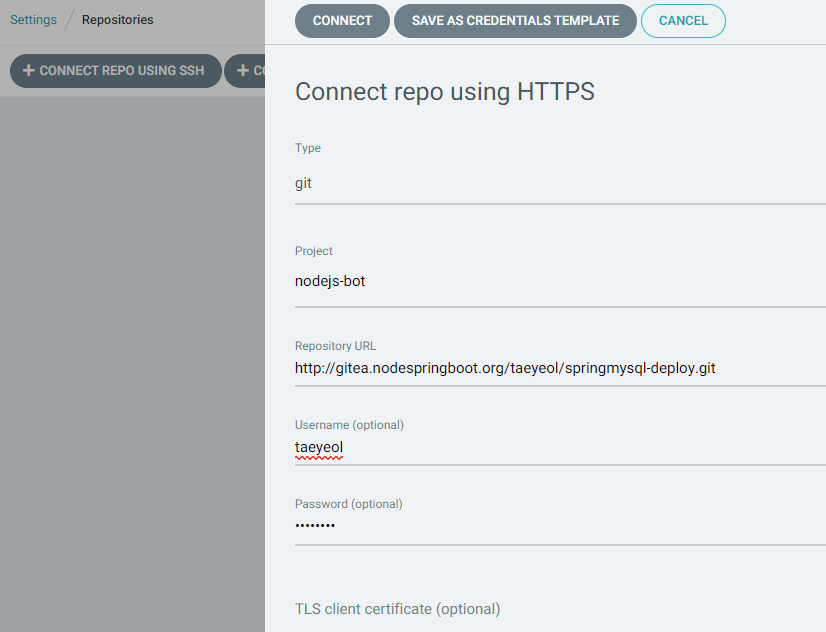 Settings / Repositories
+ CONNECT REPO USING SSH
+ CO
CONNECT
SAVE AS CREDENTIALS TEMPLATE
CANCEL
Connect repo using HTTPS
Type
git
Project
nodejs-bot
Repository URL
http://gitea.nodespringboot.org/taeyeol/springmysql-deploy.git
Username (optional)
taeyeol
Password (optional)
••••••••
TLS client certificate (optional)